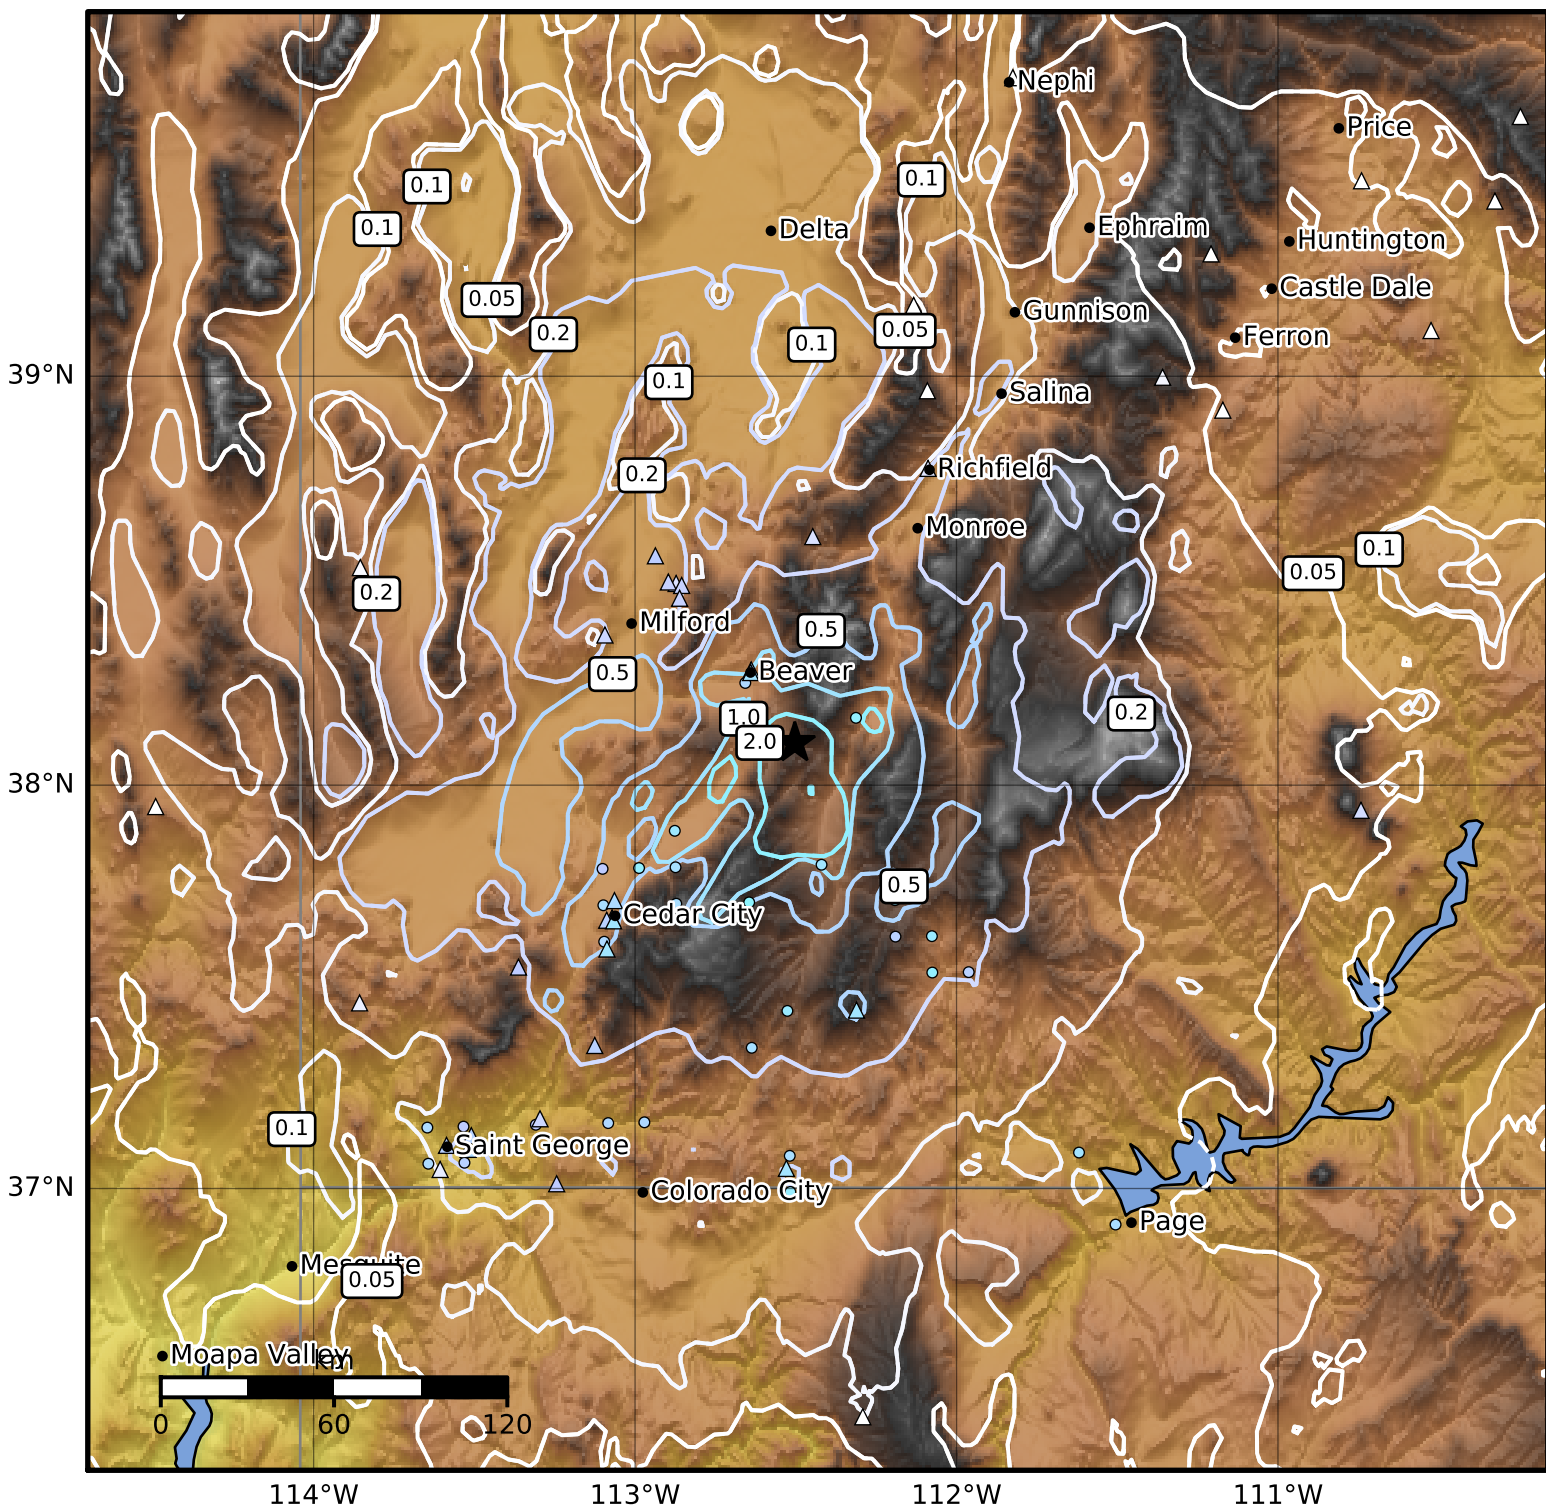 Nephi
Price
0.1
0.1
0.1
Delta
Ephraim
Huntington
Castle Dale
0.05
Gunnison
0.2
0.1
0.05
Ferron
39°N
0.1
Salina
0.2
Richfield
Monroe
0.1
0.05
0.2
Milford
0.5
0.5
Beaver
1.0
0.2
2.0
38°N
0.5
Cedar City
0.1
Saint George
37°N
Colorado City
Page
Mesquite
0.05
Moapa Valley
km
0 60 120
114°W 113°W 112°W 111°W